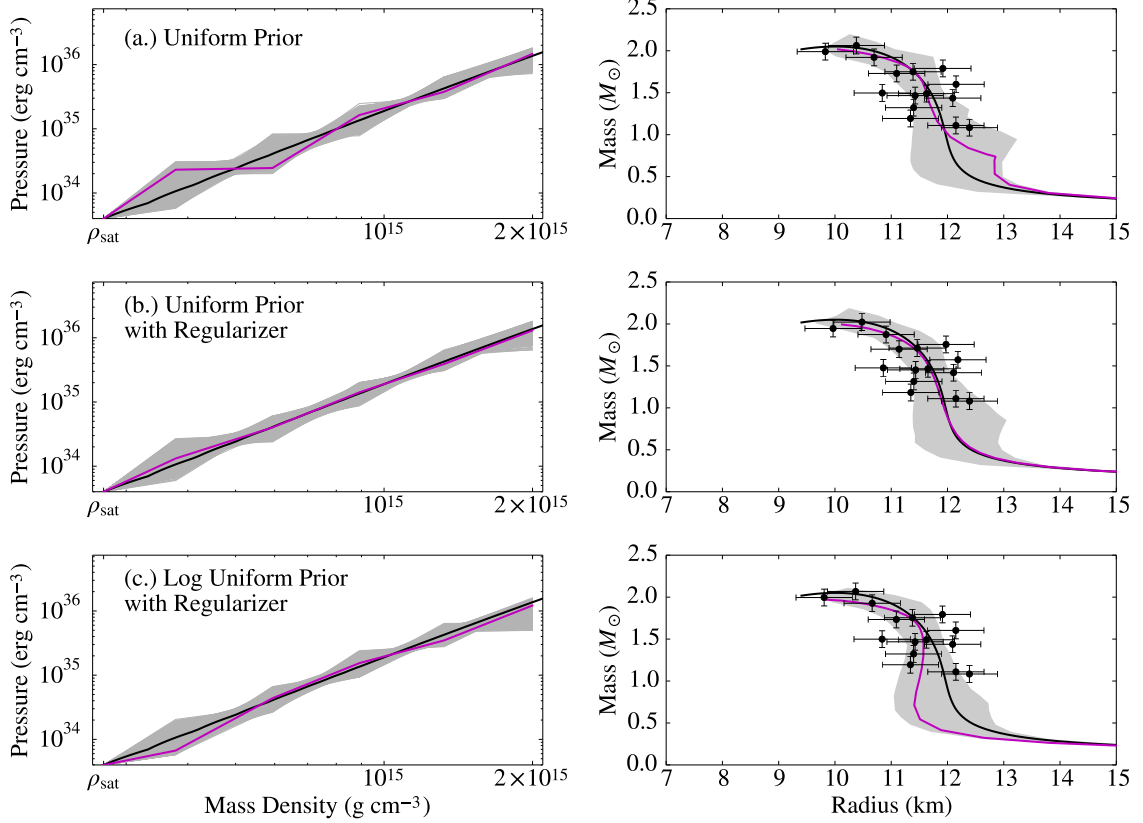 (a.) Uniform Prior
Pressure (erg cm⁻³)
10³⁶
10³⁵
10³⁴
ρsat
10¹⁵
2×10¹⁵
Mass (M⊙)
2.5
2.0
1.5
1.0
0.5
0.0
7 8 9 10 11 12 13 14 15
(b.) Uniform Prior
with Regularizer
Pressure (erg cm⁻³)
10³⁶
10³⁵
10³⁴
ρsat
10¹⁵
2×10¹⁵
Mass (M⊙)
2.5
2.0
1.5
1.0
0.5
0.0
7 8 9 10 11 12 13 14 15
(c.) Log Uniform Prior
with Regularizer
Pressure (erg cm⁻³)
10³⁶
10³⁵
10³⁴
ρsat
10¹⁵
2×10¹⁵
Mass Density (g cm⁻³)
Mass (M⊙)
2.5
2.0
1.5
1.0
0.5
0.0
7 8 9 10 11 12 13 14 15
Radius (km)